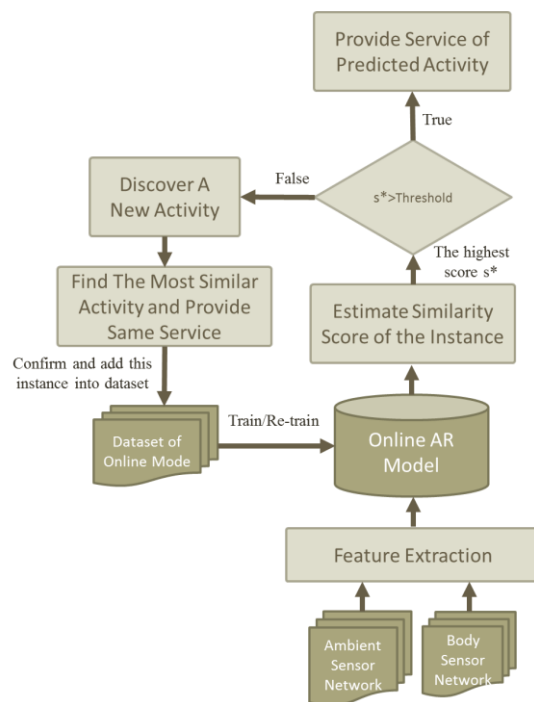 Provide Service of
Predicted Activity
True
False
Discover A
New Activity
s*>Threshold
The highest
score s*
Find The Most Similar
Activity and Provide
Same Service
Estimate Similarity
Score of the Instance
Confirm and add this
instance into dataset
Train/Re-train
Dataset of
Online Mode
Online AR
Model
Feature Extraction
Ambient
Sensor
Network
Body
Sensor
Network